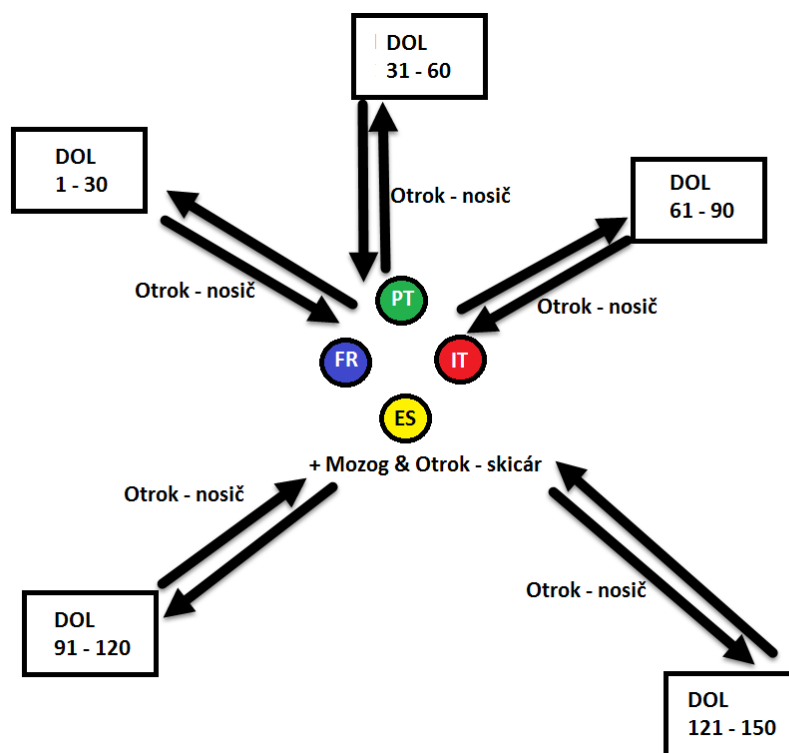 DOL
31 - 60
DOL
1 - 30
DOL
61 - 90
Otrok - nosič
Otrok - nosič
Otrok - nosič
PT
FR
IT
ES
+ Mozog & Otrok - skicár
Otrok - nosič
Otrok - nosič
DOL
91 - 120
DOL
121 - 150